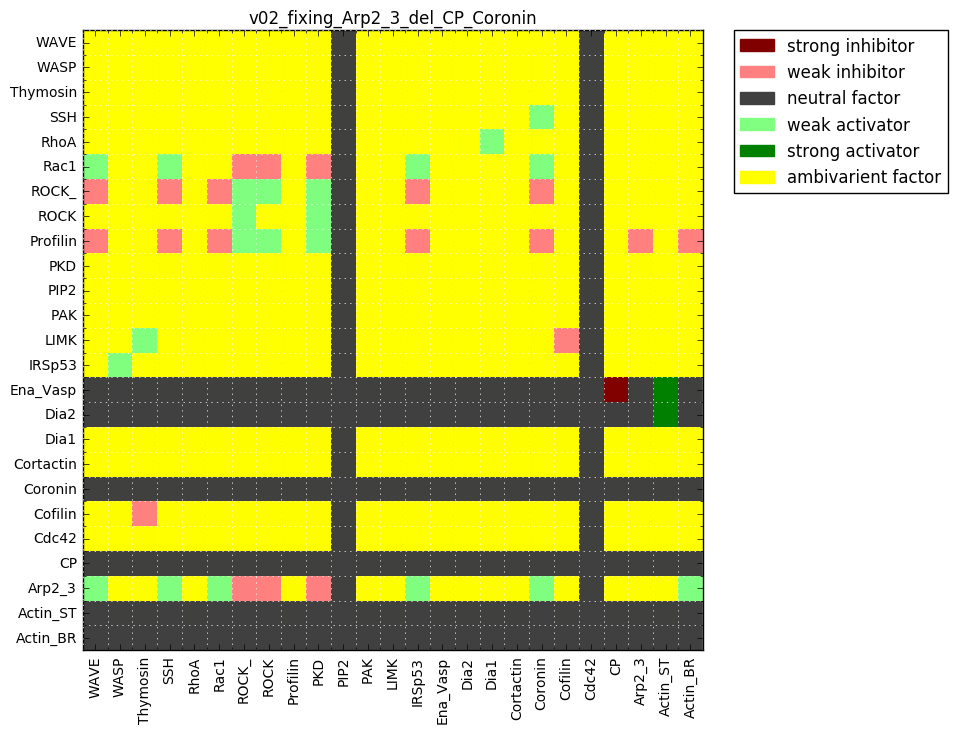 v02_fixing_Arp2_3_del_CP_Coronin
WAVE
WASP
Thymosin
SSH
RhoA
Rac1
ROCK_
ROCK
Profilin
PKD
PIP2
PAK
LIMK
IRSp53
Ena_Vasp
Dia2
Dia1
Cortactin
Coronin
Cofilin
Cdc42
CP
Arp2_3
Actin_ST
Actin_BR
WAVE
WASP
Thymosin
SSH
RhoA
Rac1
ROCK_
ROCK
Profilin
PKD
PIP2
PAK
LIMK
IRSp53
Ena_Vasp
Dia2
Dia1
Cortactin
Coronin
Cofilin
Cdc42
CP
Arp2_3
Actin_ST
Actin_BR
strong inhibitor
weak inhibitor
neutral factor
weak activator
strong activator
ambivarient factor